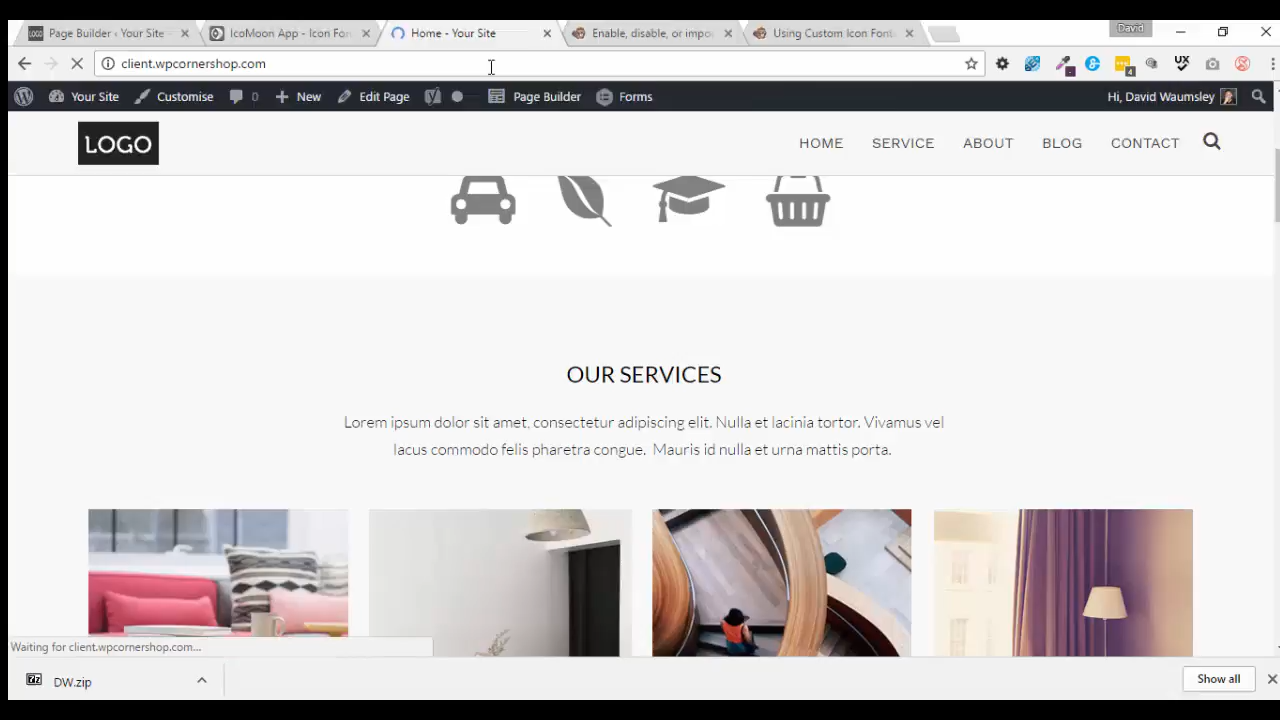 Page Builder ‹ Your Site –
IcoMoon App - Icon Fon
Home - Your Site
Enable, disable, or impo
Using Custom Icon Font
David
client.wpcornershop.com
UX
4
Your Site
Customise
0
New
Edit Page
Page Builder
Forms
Hi, David Waumsley
LOGO
HOME
SERVICE
ABOUT
BLOG
CONTACT
OUR SERVICES
Lorem ipsum dolor sit amet, consectetur adipiscing elit. Nulla et lacinia tortor. Vivamus vel
lacus commodo felis pharetra congue. Mauris id nulla et urna mattis porta.
Waiting for client.wpcornershop.com...
DW.zip
Show all